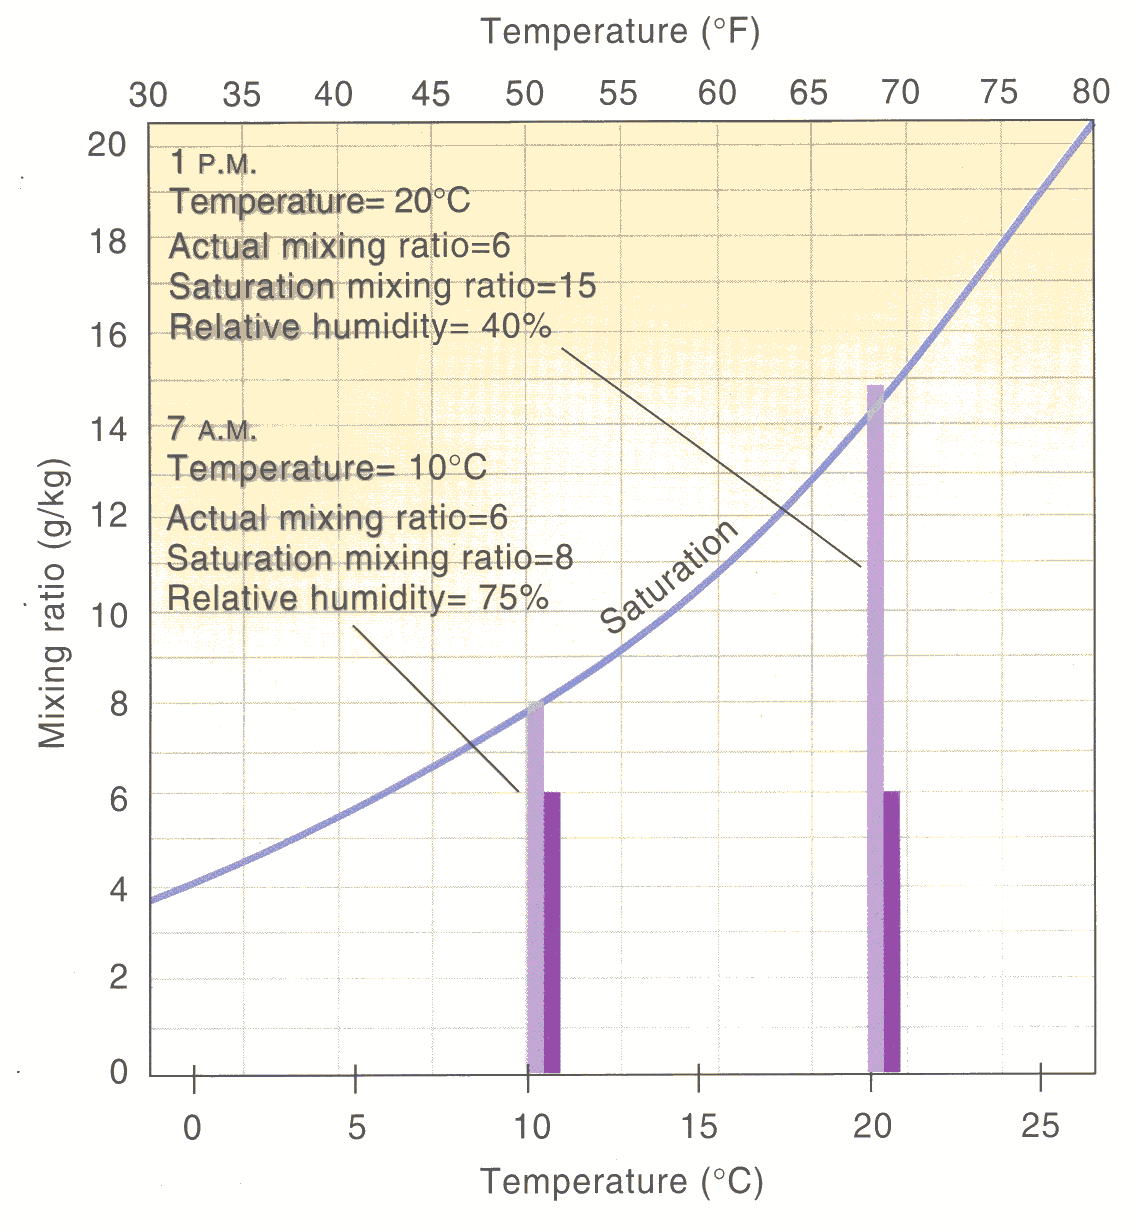 Temperature (°F)
30 35 40 45 50 55 60 65 70 75 80
20
18
16
14
12
10
8
6
4
2
0
Mixing ratio (g/kg)
1 P.M.
Temperature= 20°C
Actual mixing ratio=6
Saturation mixing ratio=15
Relative humidity= 40%
7 A.M.
Temperature= 10°C
Actual mixing ratio=6
Saturation mixing ratio=8
Relative humidity= 75%
Saturation
0 5 10 15 20 25
Temperature (°C)